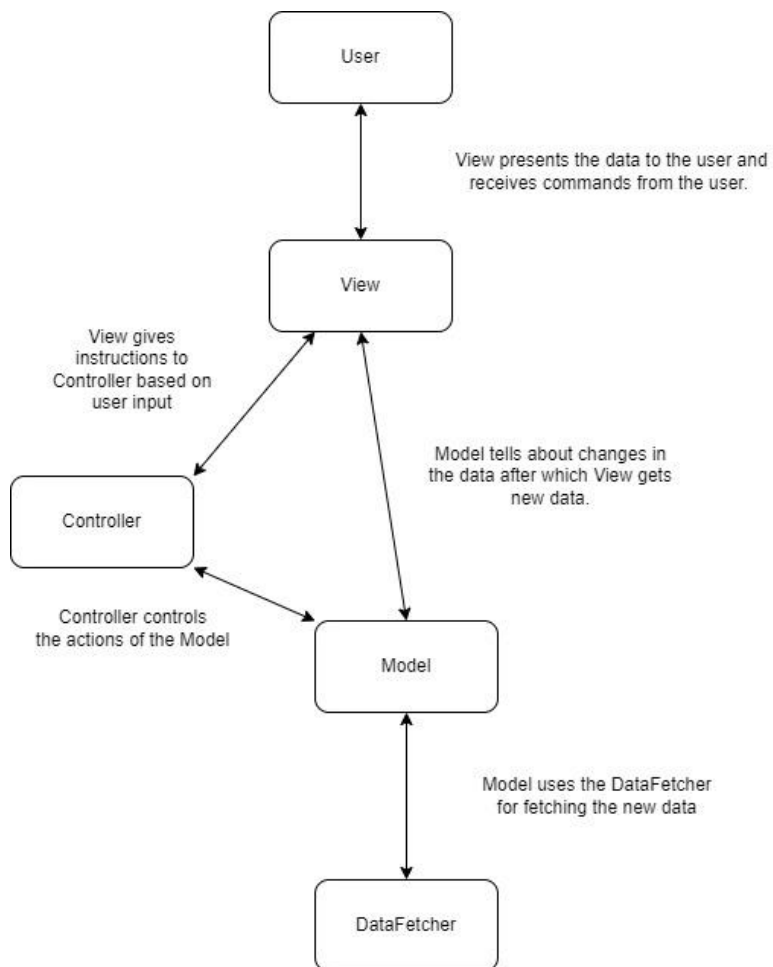 User
View presents the data to the user and
receives commands from the user.
View
View gives
instructions to
Controller based on
user input
Model tells about changes in
the data after which View gets
new data.
Controller
Controller controls
the actions of the Model
Model
Model uses the DataFetcher
for fetching the new data
DataFetcher